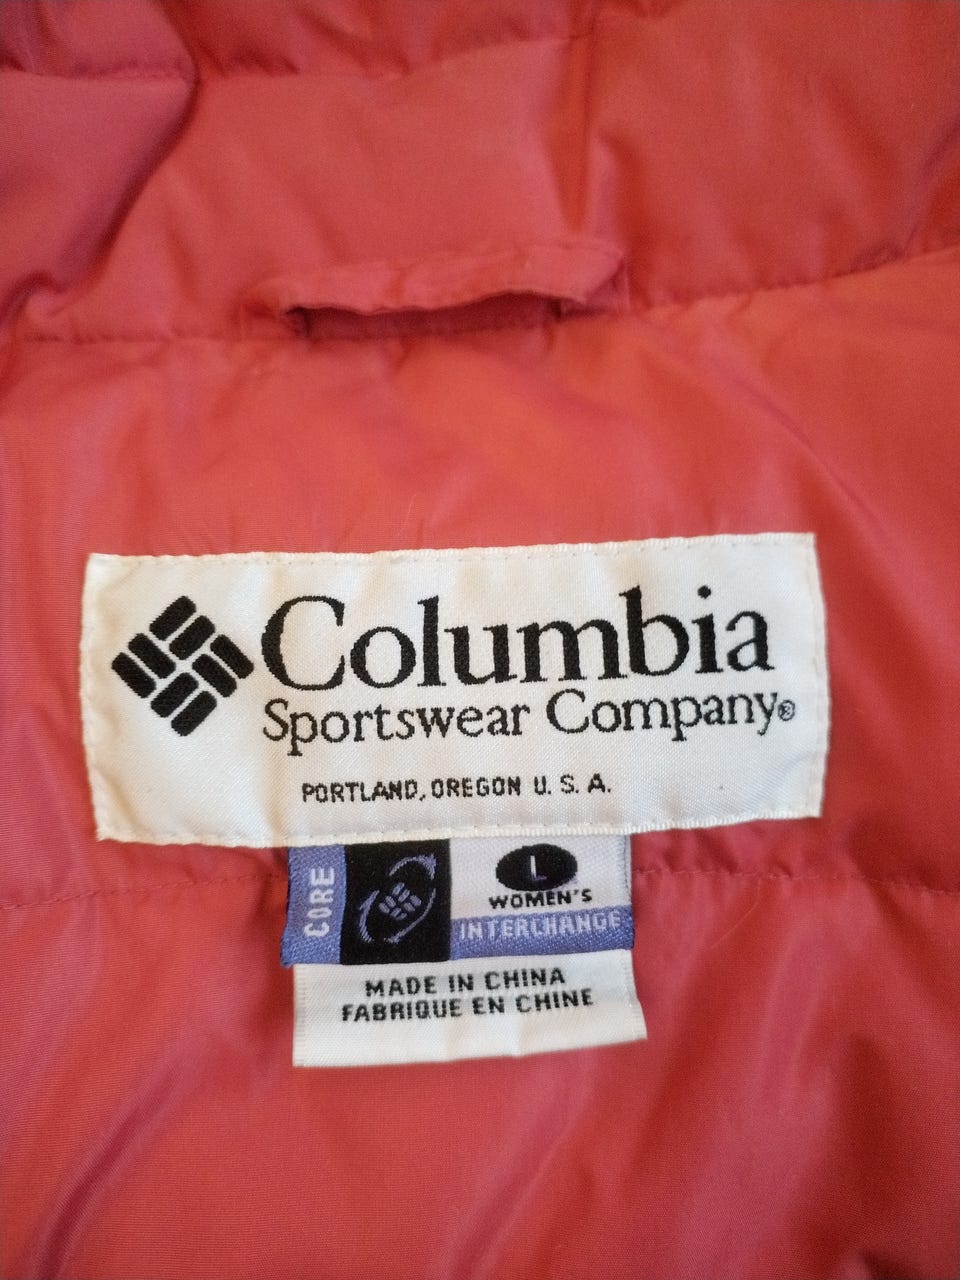 Columbia
Sportswear Company®
PORTLAND, OREGON U. S. A.
CORE
L
WOMEN'S
INTERCHANGE
MADE IN CHINA
FABRIQUE EN CHINE